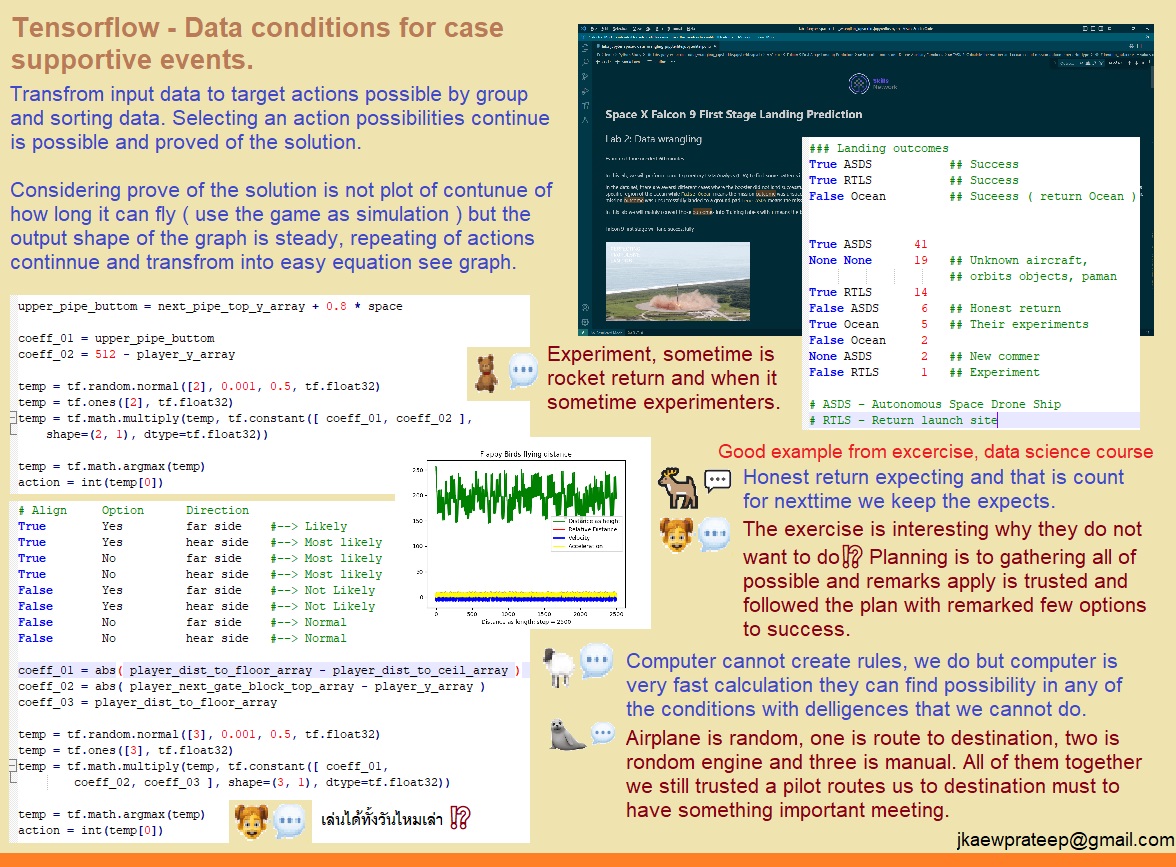 Tensorflow - Data conditions for case
supportive events.
Transfrom input data to target actions possible by group
and sorting data. Selecting an action possibilities continue
is possible and proved of the solution.
Considering prove of the solution is not plot of contunue of
how long it can fly ( use the game as simulation ) but the
output shape of the graph is steady, repeating of actions
continnue and transfrom into easy equation see graph.
Skills
Network
Space X Falcon 9 First Stage Landing Prediction
Lab 2: Data wrangling
### Landing outcomes
True ASDS ## Success
True RTLS ## Success
False Ocean ## Suceess ( return Ocean )
True ASDS 41
None None 19 ## Unknown aircraft,
## orbits objects, paman
True RTLS 14
False ASDS 6 ## Honest return
True Ocean 5 ## Their experiments
False Ocean 2
None ASDS 2 ## New commer
False RTLS 1 ## Experiment
# ASDS - Autonomous Space Drone Ship
# RTLS - Return launch site
upper_pipe_buttom = next_pipe_top_y_array + 0.8 * space
coeff_01 = upper_pipe_buttom
coeff_02 = 512 - player_y_array
temp = tf.random.normal([2], 0.001, 0.5, tf.float32)
temp = tf.ones([2], tf.float32)
temp = tf.math.multiply(temp, tf.constant([ coeff_01, coeff_02 ],
shape=(2, 1), dtype=tf.float32))
temp = tf.math.argmax(temp)
action = int(temp[0])
Experiment, sometime is
rocket return and when it
sometime experimenters.
Good example from excercise, data science course
Honest return expecting and that is count
for nexttime we keep the expects.
The exercise is interesting why they do not
want to do⁉ Planning is to gathering all of
possible and remarks apply is trusted and
followed the plan with remarked few options
to success.
Flappy Birds flying distance
250
200
150
100
50
0
Distance as height
Relative Distance
Velocity
Acceleration
0 500 1000 1500 2000 2500
Distance as length: step = 2500
# Align Option Direction
True Yes far side #--> Likely
True Yes hear side #--> Most likely
True No far side #--> Most likely
True No hear side #--> Most likely
False Yes far side #--> Not Likely
False Yes hear side #--> Not Likely
False No far side #--> Normal
False No hear side #--> Normal
coeff_01 = abs( player_dist_to_floor_array - player_dist_to_ceil_array )
coeff_02 = abs( player_next_gate_block_top_array - player_y_array )
coeff_03 = player_dist_to_floor_array
temp = tf.random.normal([3], 0.001, 0.5, tf.float32)
temp = tf.ones([3], tf.float32)
temp = tf.math.multiply(temp, tf.constant([ coeff_01,
coeff_02, coeff_03 ], shape=(3, 1), dtype=tf.float32))
temp = tf.math.argmax(temp)
action = int(temp[0])
เล่นได้ทั้งวันไหมเล่า ⁉
Computer cannot create rules, we do but computer is
very fast calculation they can find possibility in any of
the conditions with delligences that we cannot do.
Airplane is random, one is route to destination, two is
rondom engine and three is manual. All of them together
we still trusted a pilot routes us to destination must to
have something important meeting.
jkaewprateep@gmail.com